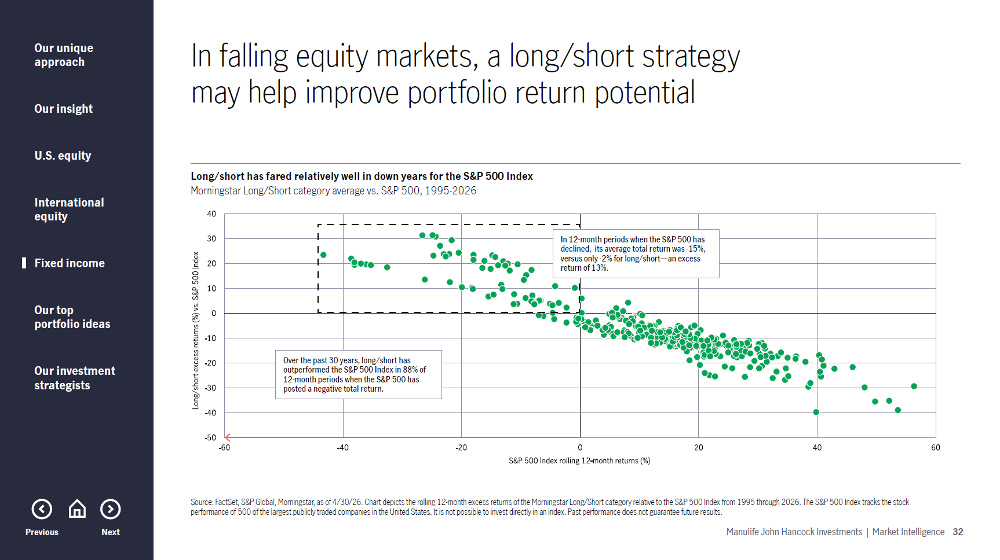 Our unique
approach
Our insight
U.S. equity
International
equity
Fixed income
Our top
portfolio ideas
Our investment
strategists
Previous
Next
In falling equity markets, a long/short strategy
may help improve portfolio return potential
Long/short has fared relatively well in down years for the S&P 500 Index
Morningstar Long/Short category average vs. S&P 500, 1995-2026
Long/short excess returns (%) vs. S&P 500 Index
40
30
20
10
0
-10
-20
-30
-40
-50
In 12-month periods when the S&P 500 has
declined, its average total return was -15%,
versus only -2% for long/short—an excess
return of 13%.
Over the past 30 years, long/short has
outperformed the S&P 500 Index in 88% of
12-month periods when the S&P 500 has
posted a negative total return.
-60 -40 -20 0 20 40 60
S&P 500 Index rolling 12-month returns (%)
Source: FactSet, S&P Global, Morningstar, as of 4/30/26. Chart depicts the rolling 12-month excess returns of the Morningstar Long/Short category relative to the S&P 500 Index from 1995 through 2026. The S&P 500 Index tracks the stock
performance of 500 of the largest publicly traded companies in the United States. It is not possible to invest directly in an index. Past performance does not guarantee future results.
Manulife John Hancock Investments | Market Intelligence 32